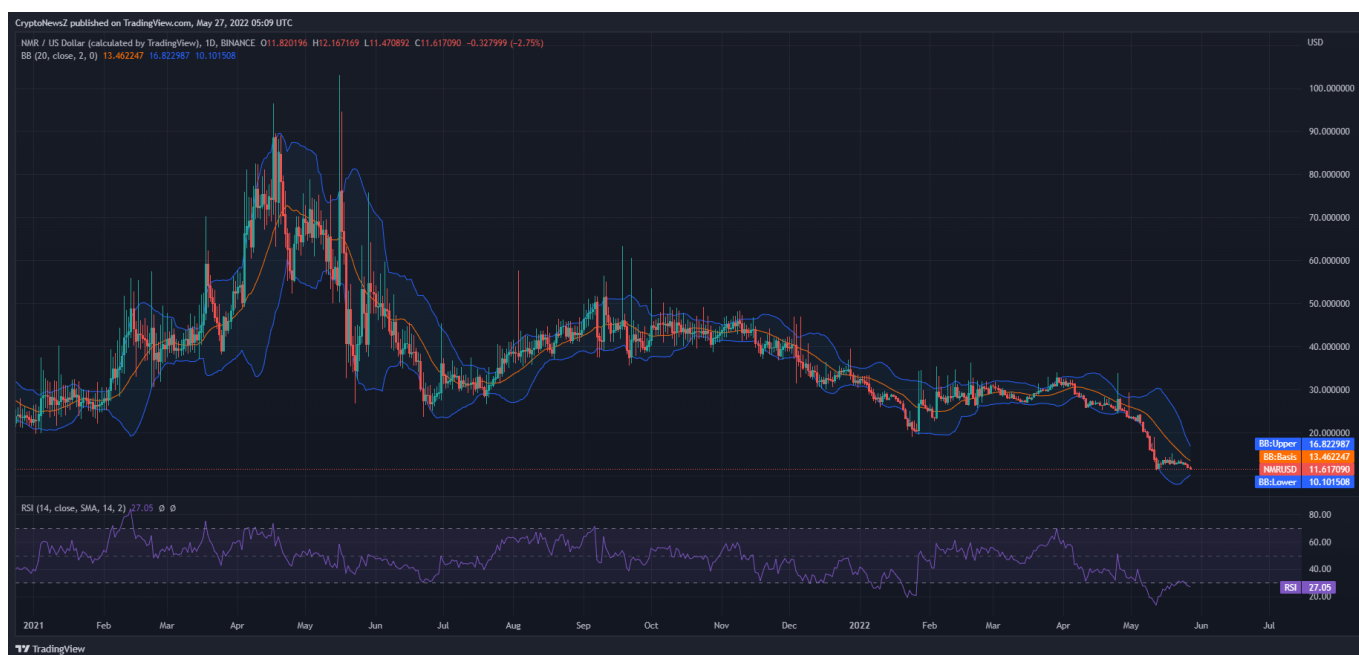 CryptoNewsZ published on TradingView.com, May 27, 2022 05:09 UTC
NMR / US Dollar (calculated by TradingView), 1D, BINANCE O11.820196 H12.167169 L11.470892 C11.617090 -0.327999 (-2.75%)
USD
BB (20, close, 2, 0) 13.462247 16.822987 10.101508
100.000000
90.000000
80.000000
70.000000
60.000000
50.000000
40.000000
30.000000
20.000000
BB:Upper 16.822987
BB:Basis 13.462247
NMRUSD 11.617090
BB:Lower 10.101508
RSI (14, close, SMA, 14, 2) 27.05 Ø Ø
80.00
60.00
40.00
RSI 27.05
20.00
2021 Feb Mar Apr May Jun Jul Aug Sep Oct Nov Dec 2022 Feb Mar Apr May Jun Jul
TradingView